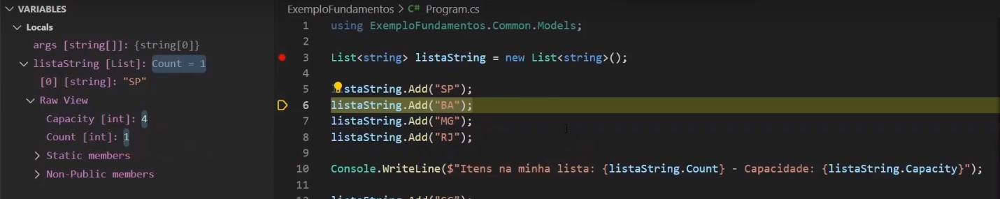 VARIABLES
Locals
args [string[]]: {string[0]}
listaString [List]: Count = 1
[0] [string]: "SP"
Raw View
Capacity [int]: 4
Count [int]: 1
Static members
Non-Public members
ExemploFundamentos > C# Program.cs
1 using ExemploFundamentos.Common.Models;
2
3 List<string> listaString = new List<string>();
4
5 listaString.Add("SP");
6 listaString.Add("BA");
7 listaString.Add("MG");
8 listaString.Add("RJ");
9
10 Console.WriteLine($"Itens na minha lista: {listaString.Count} - Capacidade: {listaString.Capacity}");
11